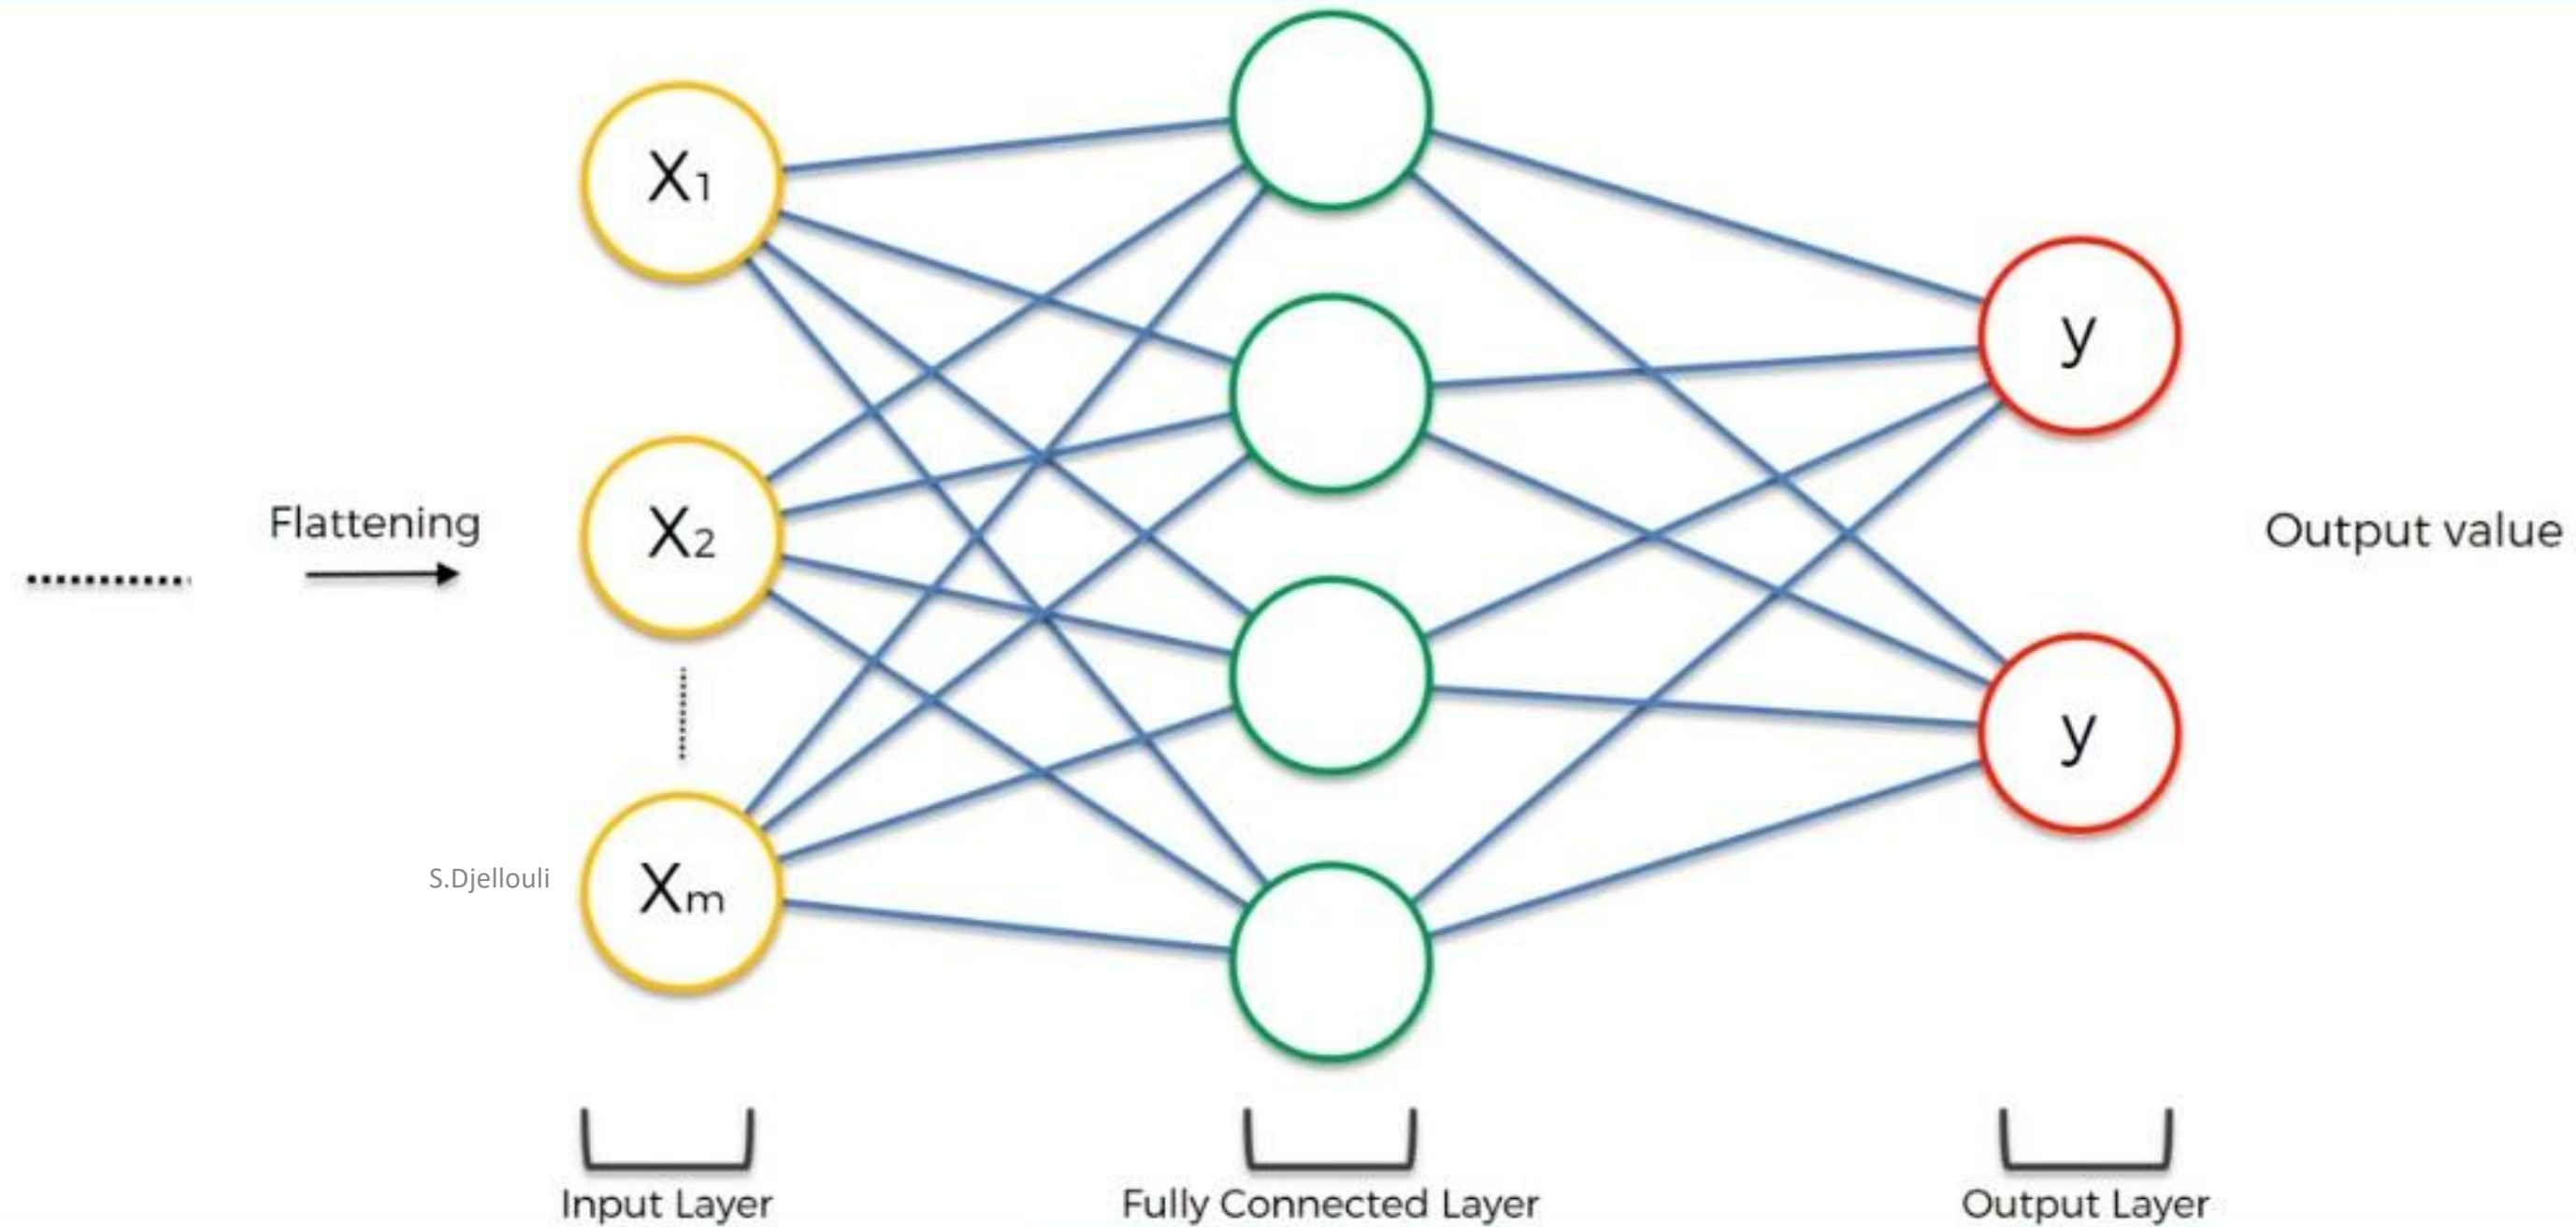 X1
y
Flattening
X2
Output value
y
S.Djellouli
Xm
Input Layer
Fully Connected Layer
Output Layer